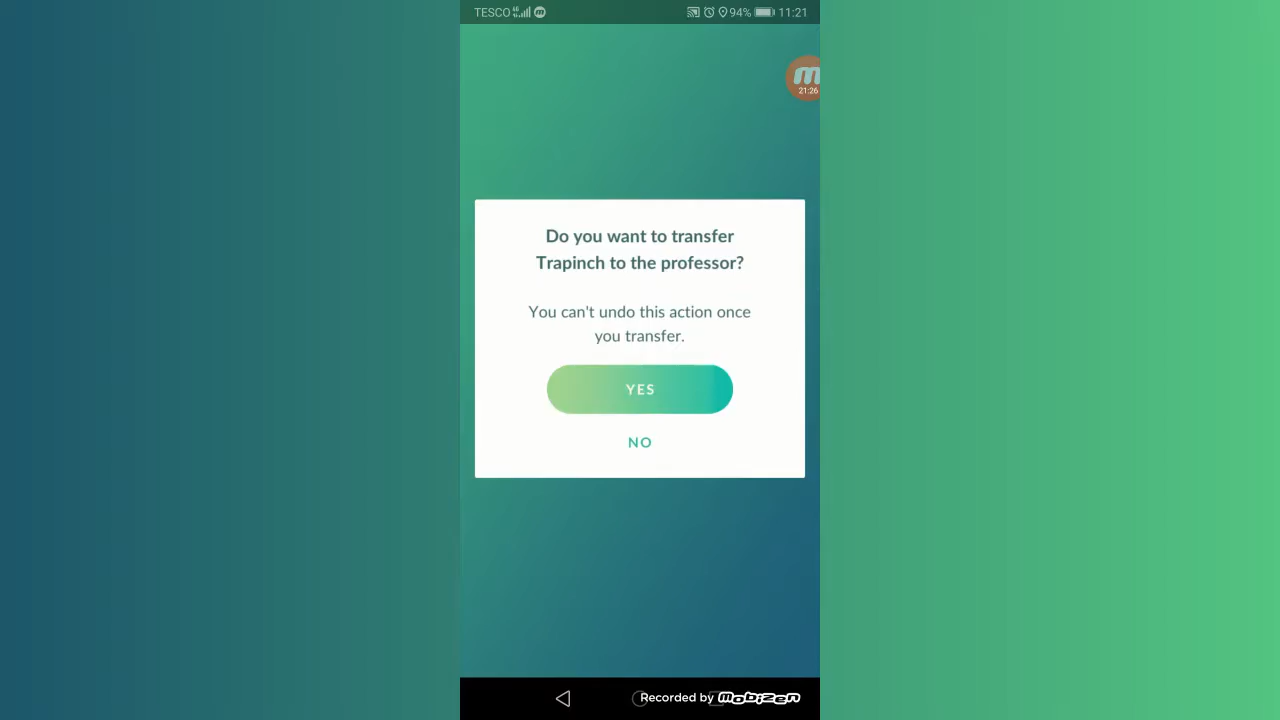 TESCO 94% 11:21
21:26
Do you want to transfer
Trapinch to the professor?
You can't undo this action once
you transfer.
YES
NO
Recorded by mobizen